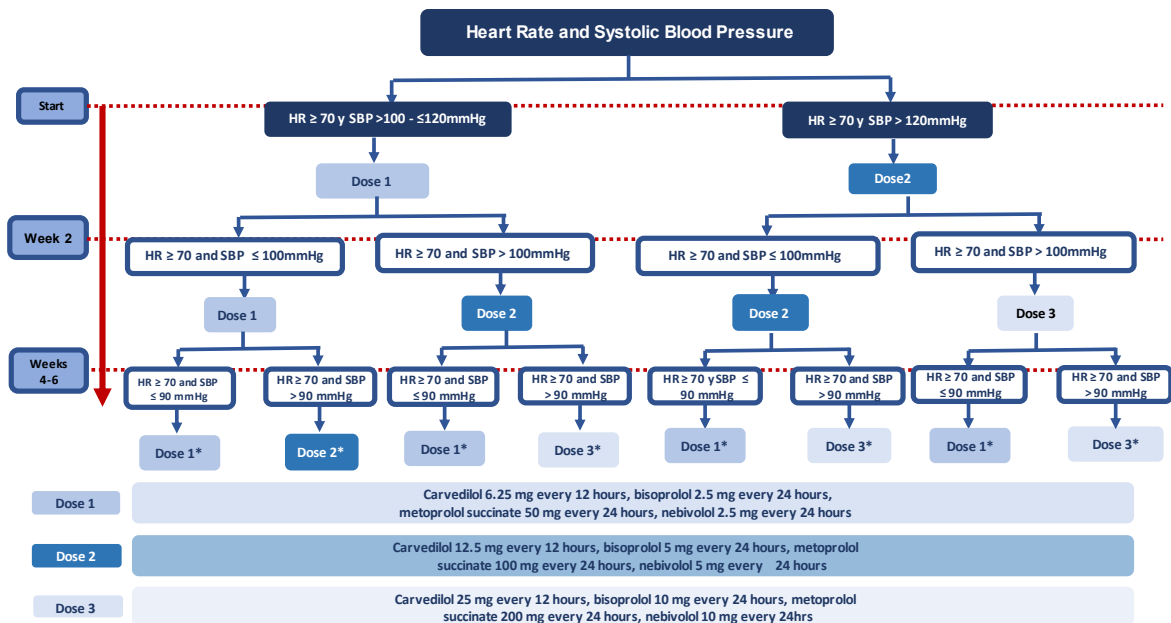 Heart Rate and Systolic Blood Pressure
Start
HR ≥ 70 y SBP >100 - ≤120mmHg
HR ≥ 70 y SBP > 120mmHg
Dose 1
Dose2
Week 2
HR ≥ 70 and SBP ≤ 100mmHg
HR ≥ 70 and SBP > 100mmHg
HR ≥ 70 and SBP ≤ 100mmHg
HR ≥ 70 and SBP > 100mmHg
Dose 1
Dose 2
Dose 2
Dose 3
Weeks
4-6
HR ≥ 70 and SBP
≤ 90 mmHg
HR ≥ 70 and SBP
> 90 mmHg
HR ≥ 70 and SBP
≤ 90 mmHg
HR ≥ 70 and SBP
> 90 mmHg
HR ≥ 70 y SBP ≤
90 mmHg
HR ≥ 70 and SBP
> 90 mmHg
HR ≥ 70 and SBP
≤ 90 mmHg
HR ≥ 70 and SBP
> 90 mmHg
Dose 1*
Dose 2*
Dose 1*
Dose 3*
Dose 1*
Dose 3*
Dose 1*
Dose 3*
Dose 1
Carvedilol 6.25 mg every 12 hours, bisoprolol 2.5 mg every 24 hours,
metoprolol succinate 50 mg every 24 hours, nebivolol 2.5 mg every 24 hours
Dose 2
Carvedilol 12.5 mg every 12 hours, bisoprolol 5 mg every 24 hours, metoprolol
succinate 100 mg every 24 hours, nebivolol 5 mg every 24 hours
Dose 3
Carvedilol 25 mg every 12 hours, bisoprolol 10 mg every 24 hours, metoprolol
succinate 200 mg every 24 hours, nebivolol 10 mg every 24hrs